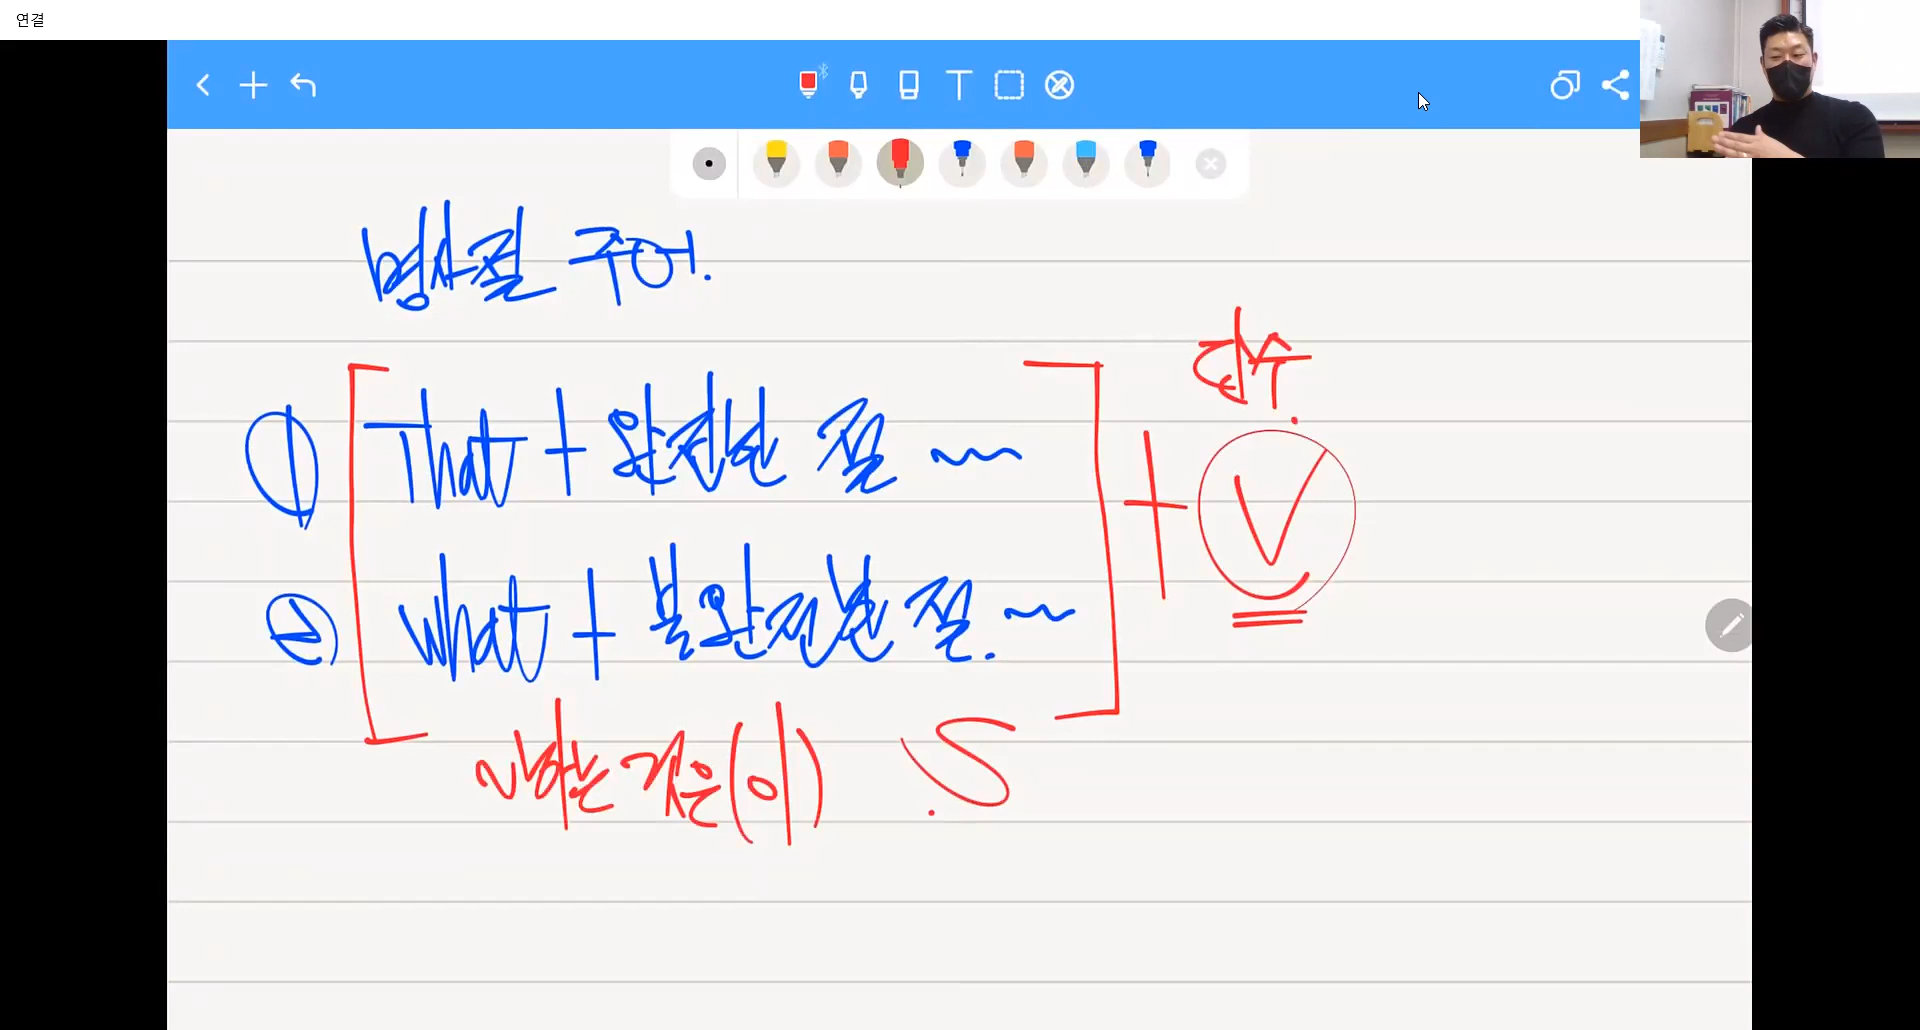 연결
명사절 주어.
단수.
① That + 완전한 절 ~ + V
② what + 불완전한 절 ~.
~하는 것은(이) S